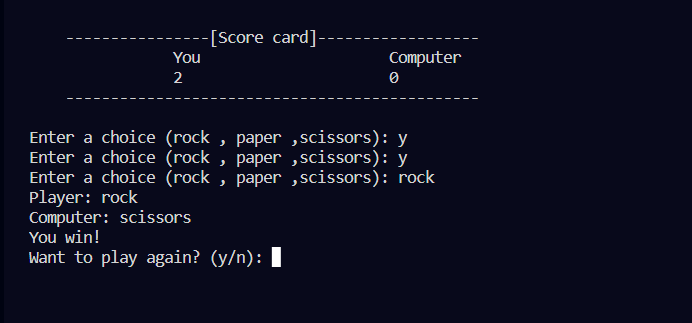 ----------------[Score card]------------------
You Computer
2 0
----------------------------------------------
Enter a choice (rock , paper ,scissors): y
Enter a choice (rock , paper ,scissors): y
Enter a choice (rock , paper ,scissors): rock
Player: rock
Computer: scissors
You win!
Want to play again? (y/n):